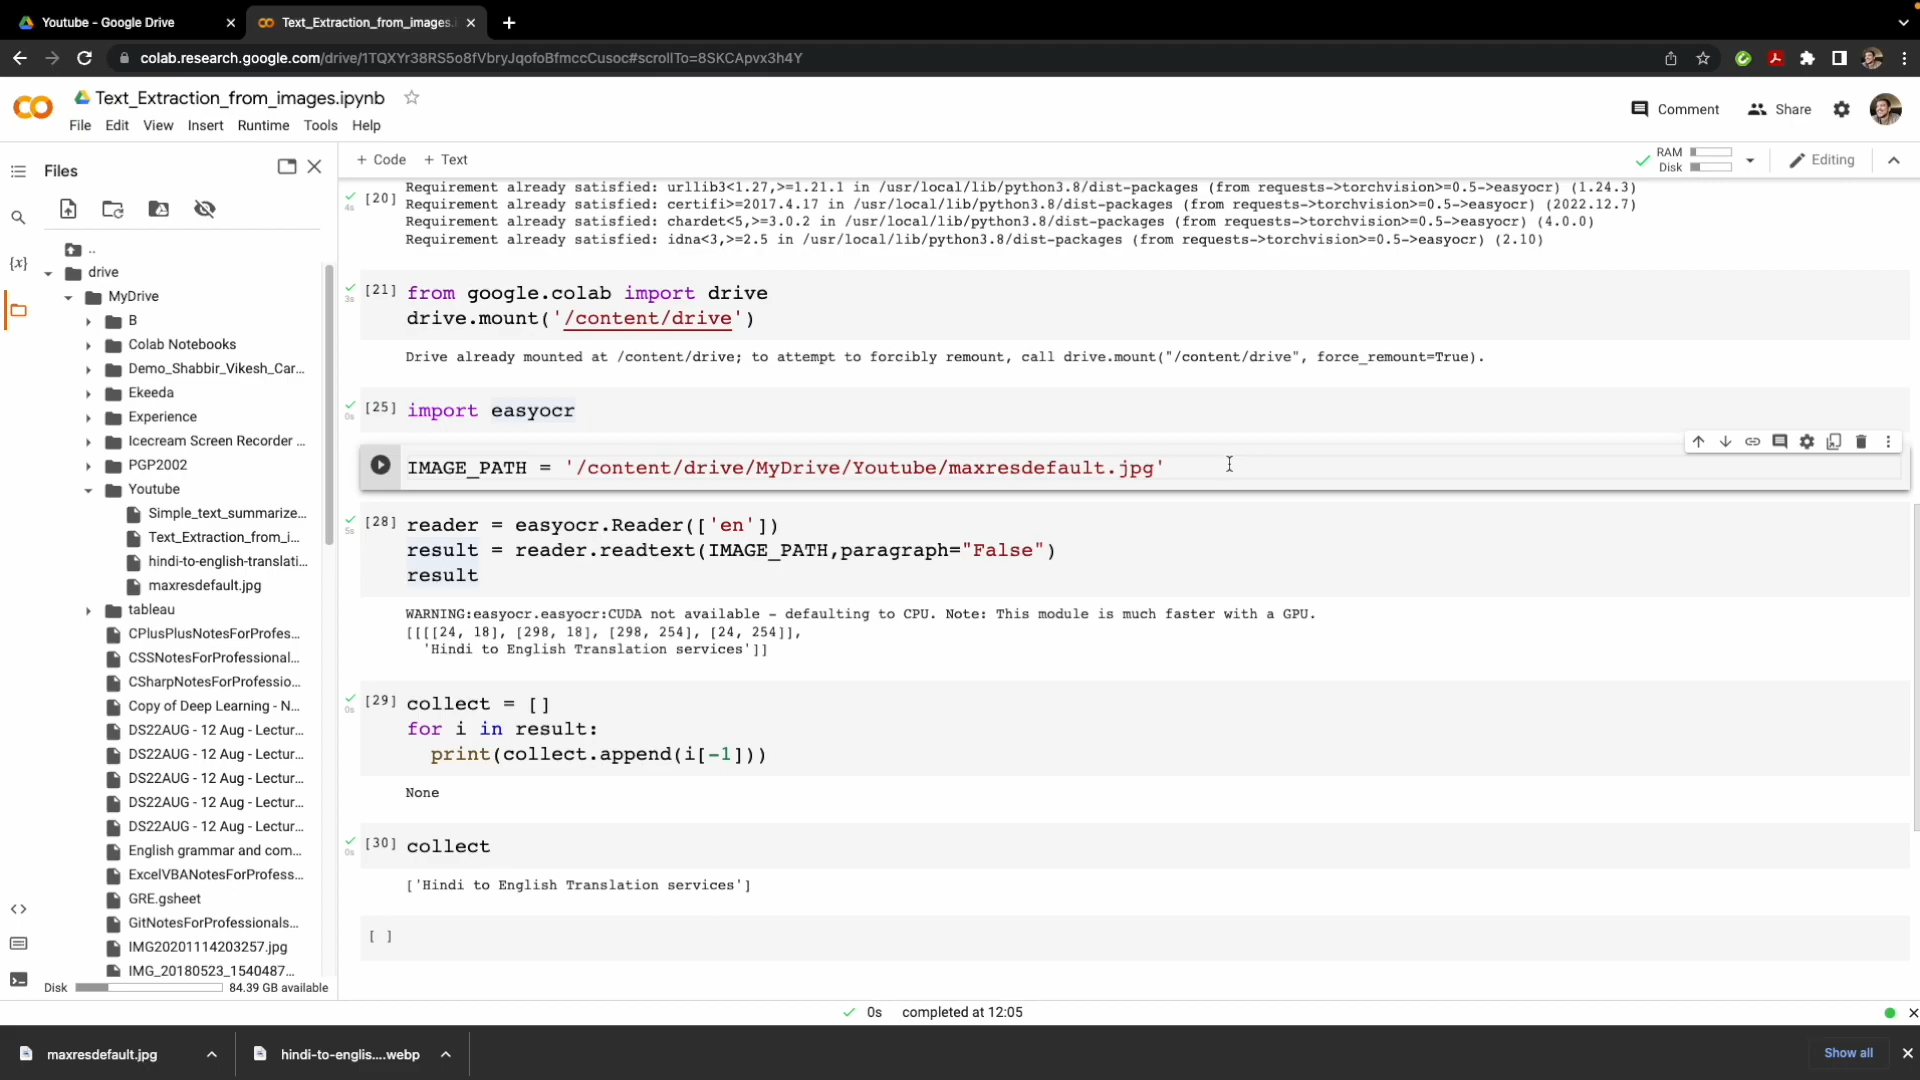 Youtube - Google Drive
Text_Extraction_from_images.
colab.research.google.com/drive/1TQXYr38RS5o8fVbryJqofoBfmccCusoc#scrollTo=8SKCApvx3h4Y
Text_Extraction_from_images.ipynb
Comment
Share
File Edit View Insert Runtime Tools Help
Files
+ Code + Text
RAM
Disk
Editing
{x}
..
drive
MyDrive
B
Colab Notebooks
Demo_Shabbir_Vikesh_Car...
Ekeeda
Experience
Icecream Screen Recorder ...
PGP2002
Youtube
Simple_text_summarize...
Text_Extraction_from_i...
hindi-to-english-translati...
maxresdefault.jpg
tableau
CPlusPlusNotesForProfes...
CSSNotesForProfessional...
CSharpNotesForProfessio...
Copy of Deep Learning - N...
DS22AUG - 12 Aug - Lectur...
DS22AUG - 12 Aug - Lectur...
DS22AUG - 12 Aug - Lectur...
DS22AUG - 12 Aug - Lectur...
DS22AUG - 12 Aug - Lectur...
English grammar and com...
ExcelVBANotesForProfess...
GRE.gsheet
GitNotesForProfessionals...
IMG20201114203257.jpg
IMG_20180523_1540487...
Disk 84.39 GB available
[20] Requirement already satisfied: urllib3<1.27,>=1.21.1 in /usr/local/lib/python3.8/dist-packages (from requests->torchvision>=0.5->easyocr) (1.24.3)
4s Requirement already satisfied: certifi>=2017.4.17 in /usr/local/lib/python3.8/dist-packages (from requests->torchvision>=0.5->easyocr) (2022.12.7)
Requirement already satisfied: chardet<5,>=3.0.2 in /usr/local/lib/python3.8/dist-packages (from requests->torchvision>=0.5->easyocr) (4.0.0)
Requirement already satisfied: idna<3,>=2.5 in /usr/local/lib/python3.8/dist-packages (from requests->torchvision>=0.5->easyocr) (2.10)
[21] from google.colab import drive
3s drive.mount('/content/drive')
Drive already mounted at /content/drive; to attempt to forcibly remount, call drive.mount("/content/drive", force_remount=True).
[25] import easyocr
0s
IMAGE_PATH = '/content/drive/MyDrive/Youtube/maxresdefault.jpg'
[28] reader = easyocr.Reader(['en'])
5s result = reader.readtext(IMAGE_PATH,paragraph="False")
result
WARNING:easyocr.easyocr:CUDA not available - defaulting to CPU. Note: This module is much faster with a GPU.
[[[[24, 18], [298, 18], [298, 254], [24, 254]],
'Hindi to English Translation services']]
[29] collect = []
0s for i in result:
print(collect.append(i[-1]))
None
[30] collect
0s
['Hindi to English Translation services']
[ ]
0s completed at 12:05
maxresdefault.jpg
hindi-to-englis....webp
Show all